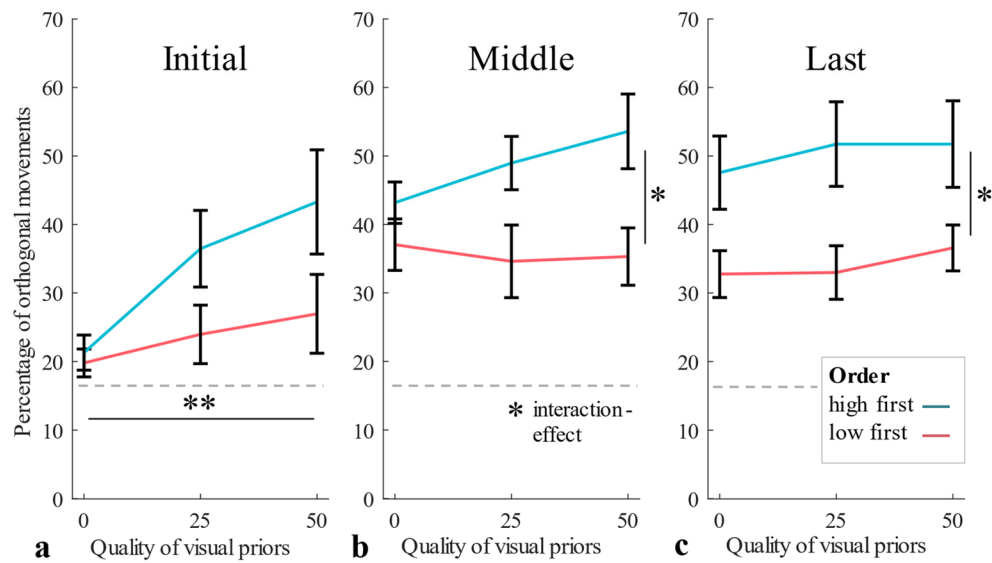 Percentage of orthogonal movements
70
60
50
40
30
20
10
0
Initial
**
0 25 50
a Quality of visual priors
70
60
50
40
30
20
10
0
Middle
*
* interaction-
effect
0 25 50
b Quality of visual priors
70
60
50
40
30
20
10
0
Last
*
Order
high first
low first
0 25 50
c Quality of visual priors